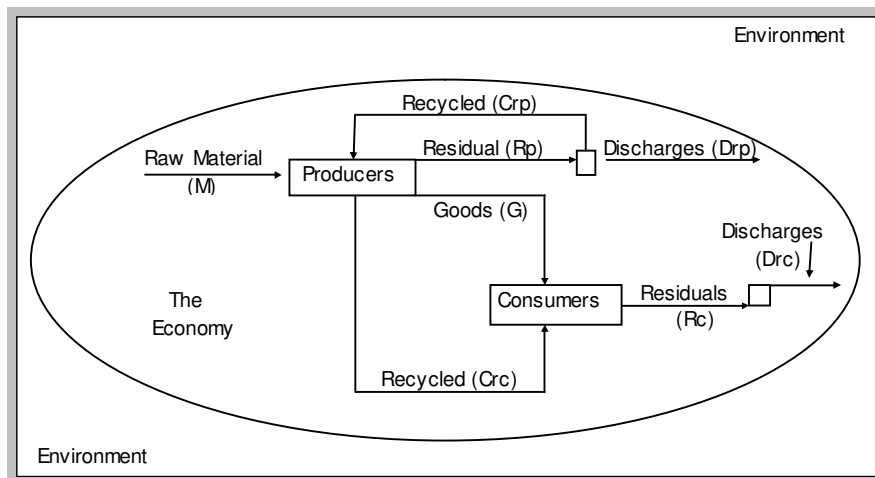 Environment
Recycled (Crp)
Raw Material
(M)
Producers
Residual (Rp)
Discharges (Drp)
Goods (G)
Discharges
(Drc)
The
Economy
Consumers
Residuals
(Rc)
Recycled (Crc)
Environment